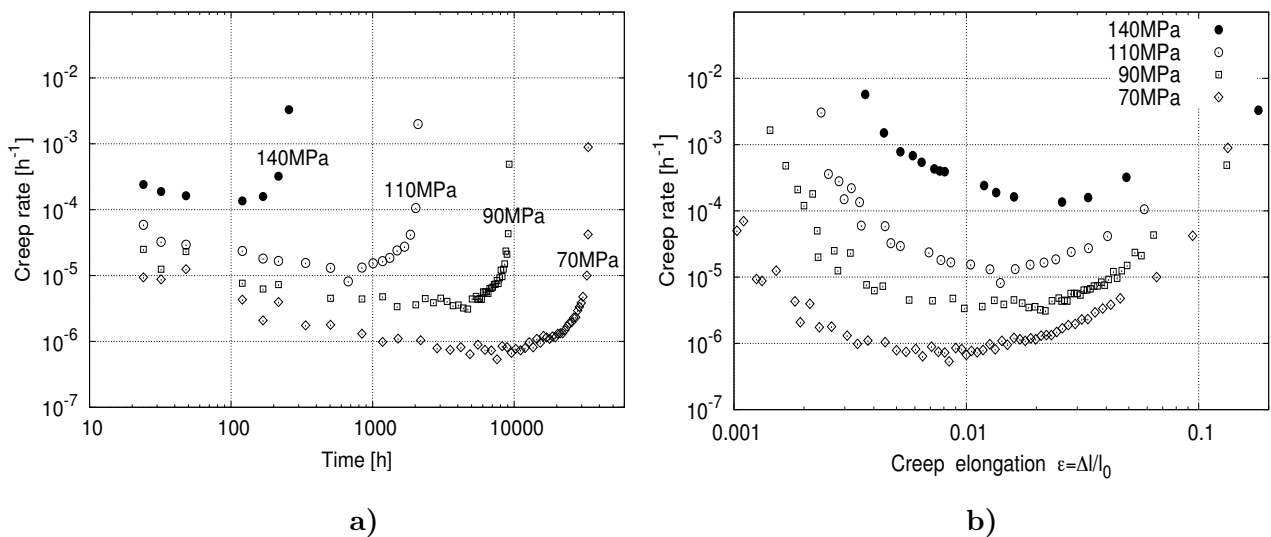 Creep rate [h⁻¹]
10⁻²
10⁻³
10⁻⁴
10⁻⁵
10⁻⁶
10⁻⁷
140MPa
110MPa
90MPa
70MPa
10 100 1000 10000
Time [h]
a)
Creep rate [h⁻¹]
10⁻²
10⁻³
10⁻⁴
10⁻⁵
10⁻⁶
10⁻⁷
140MPa
110MPa
90MPa
70MPa
0.001 0.01 0.1
Creep elongation ε=Δl/l₀
b)